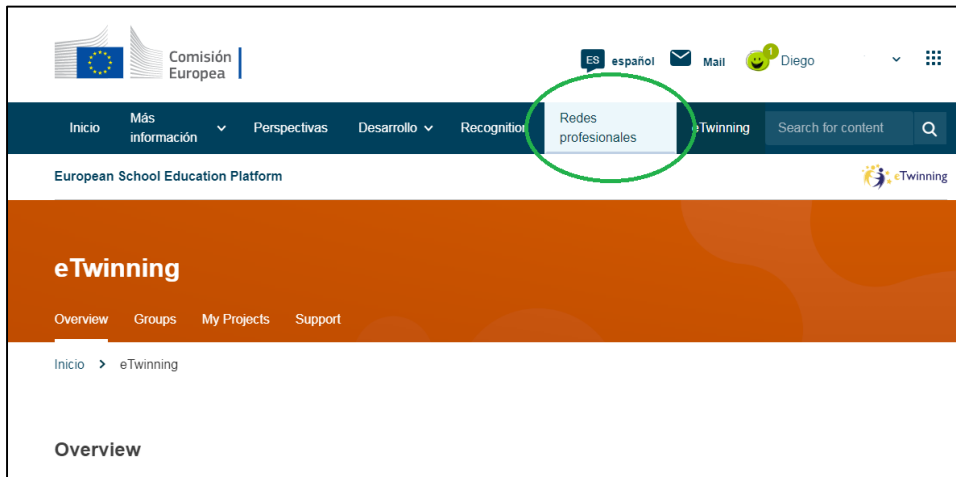 Comisión
Europea
ES español Mail 1 Diego
Inicio Más información Perspectivas Desarrollo Recognition Redes profesionales eTwinning Search for content
European School Education Platform eTwinning
eTwinning
Overview Groups My Projects Support
Inicio > eTwinning
Overview